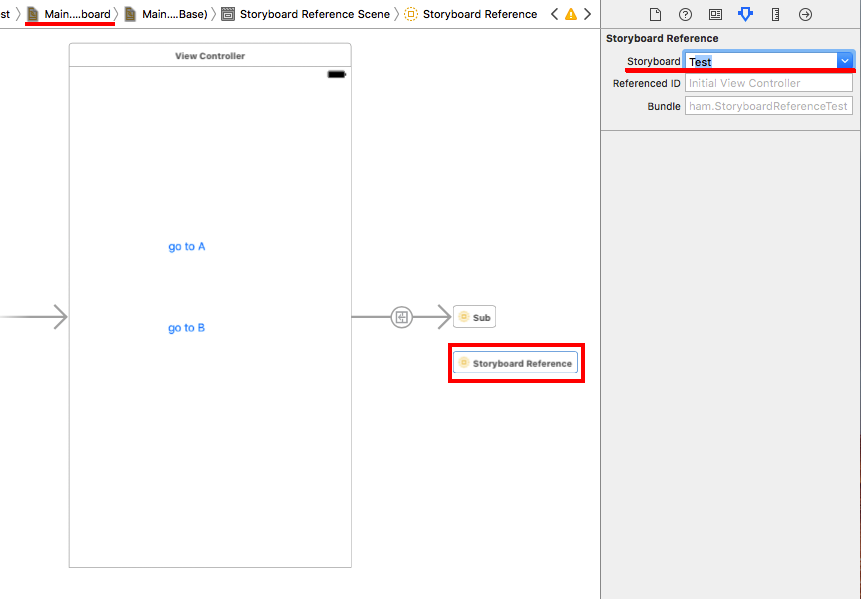 st Main....board Main....Base) Storyboard Reference Scene Storyboard Reference
Storyboard Reference
Storyboard Test
Referenced ID Initial View Controller
Bundle ham.StoryboardReferenceTest
View Controller
go to A
go to B
Sub
Storyboard Reference